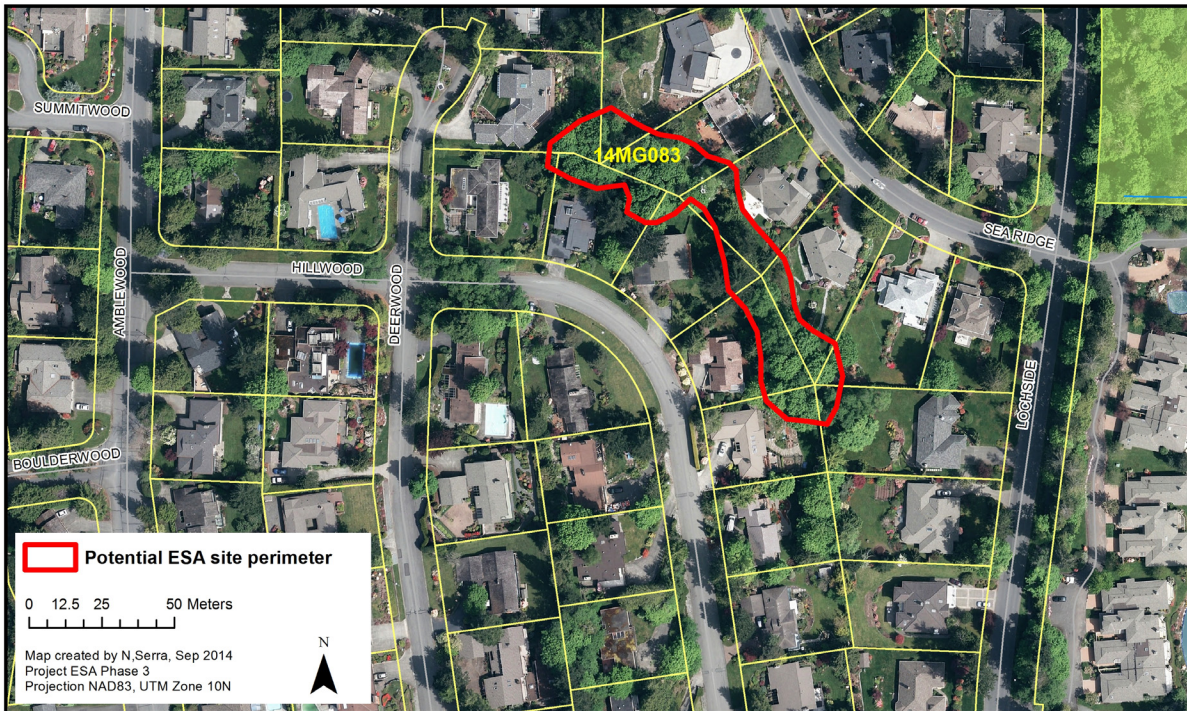 SUMMITWOOD
14MG083
SEA RIDGE
HILLWOOD
AMBLEWOOD
DEERWOOD
LOCHSIDE
BOULDERWOOD
Potential ESA site perimeter
0 12.5 25 50 Meters
Map created by N,Serra, Sep 2014
Project ESA Phase 3
Projection NAD83, UTM Zone 10N
N